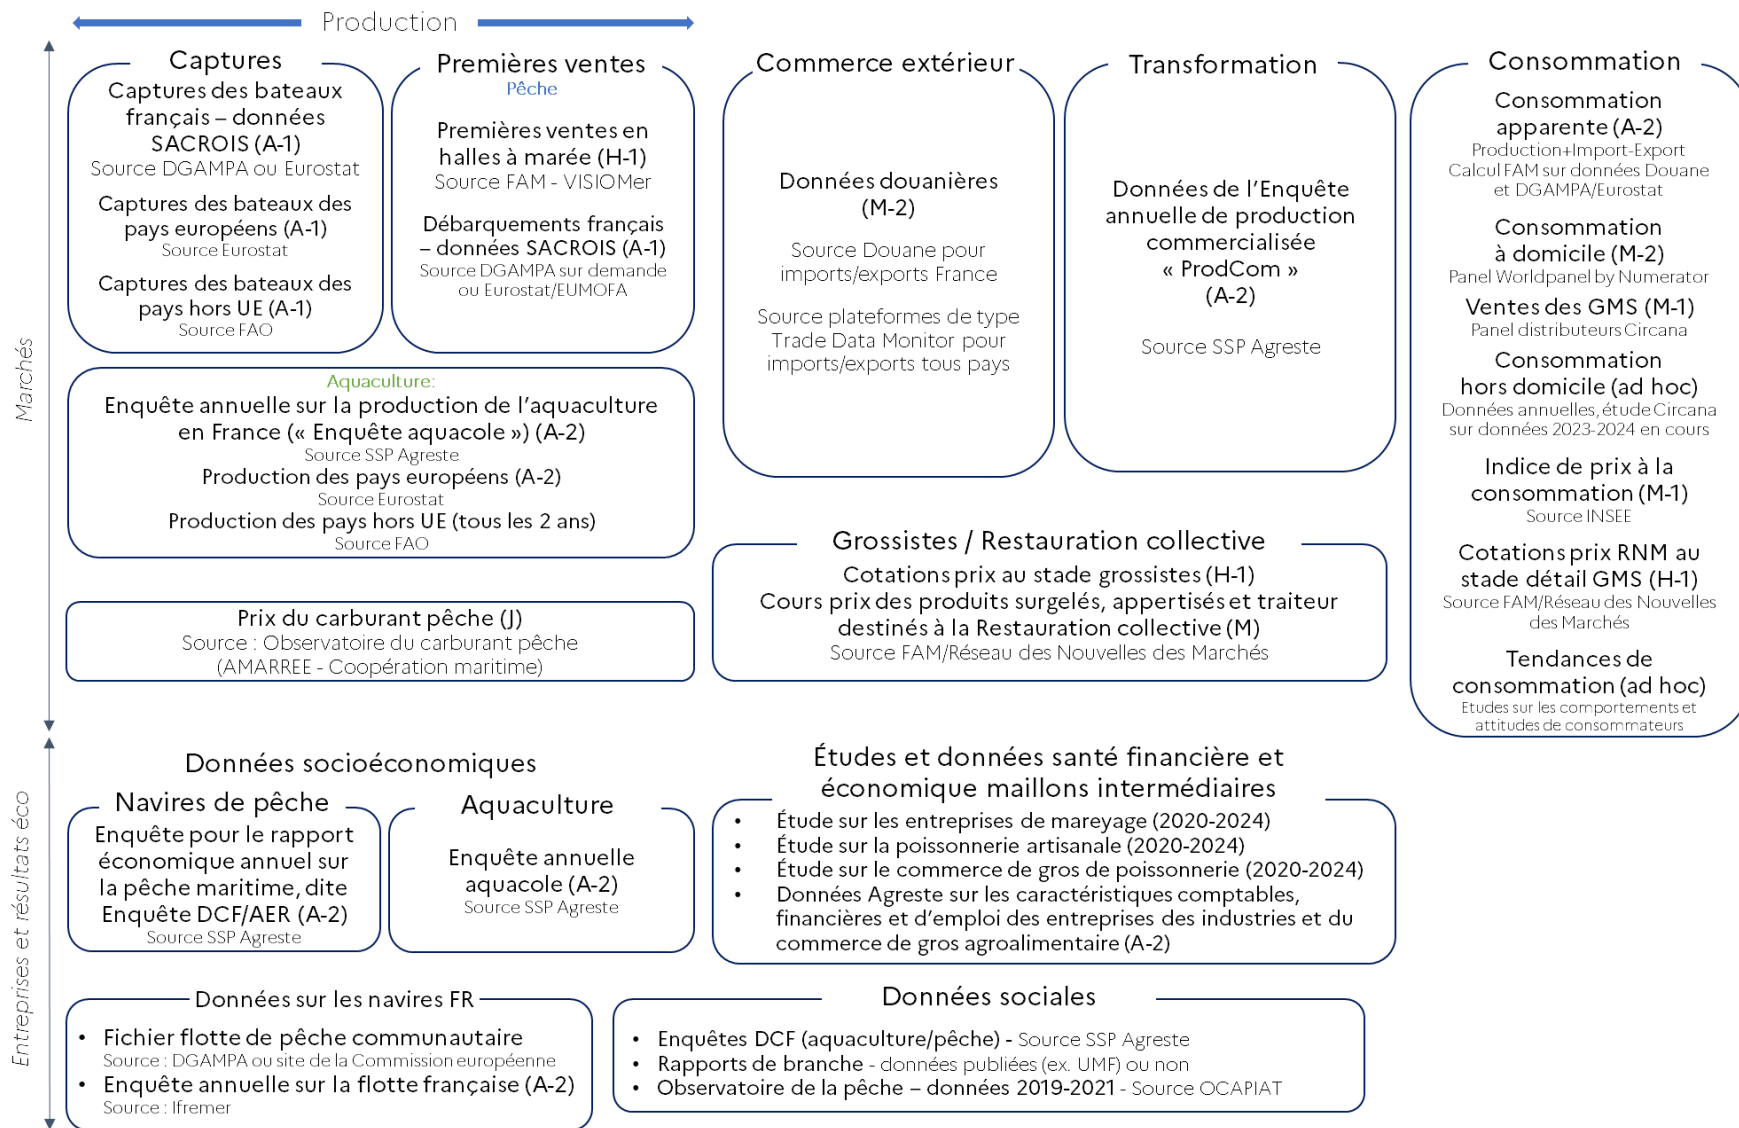 Production
Marchés
Captures
Captures des bateaux
français – données
SACROIS (A-1)
Source DGAMPA ou Eurostat
Captures des bateaux des
pays européens (A-1)
Source Eurostat
Captures des bateaux des
pays hors UE (A-1)
Source FAO
Premières ventes
Pêche
Premières ventes en
halles à marée (H-1)
Source FAM - VISIOMer
Débarquements français
– données SACROIS (A-1)
Source DGAMPA sur demande
ou Eurostat/EUMOFA
Aquaculture:
Enquête annuelle sur la production de l’aquaculture
en France (« Enquête aquacole ») (A-2)
Source SSP Agreste
Production des pays européens (A-2)
Source Eurostat
Production des pays hors UE (tous les 2 ans)
Source FAO
Prix du carburant pêche (J)
Source : Observatoire du carburant pêche
(AMARREE - Coopération maritime)
Commerce extérieur
Données douanières
(M-2)
Source Douane pour
imports/exports France
Source plateformes de type
Trade Data Monitor pour
imports/exports tous pays
Transformation
Données de l’Enquête
annuelle de production
commercialisée
« ProdCom »
(A-2)
Source SSP Agreste
Grossistes / Restauration collective
Cotations prix au stade grossistes (H-1)
Cours prix des produits surgelés, appertisés et traiteur
destinés à la Restauration collective (M)
Source FAM/Réseau des Nouvelles des Marchés
Consommation
Consommation
apparente (A-2)
Production+Import-Export
Calcul FAM sur données Douane
et DGAMPA/Eurostat
Consommation
à domicile (M-2)
Panel Worldpanel by Numerator
Ventes des GMS (M-1)
Panel distributeurs Circana
Consommation
hors domicile (ad hoc)
Données annuelles, étude Circana
sur données 2023-2024 en cours
Indice de prix à la
consommation (M-1)
Source INSEE
Cotations prix RNM au
stade détail GMS (H-1)
Source FAM/Réseau des Nouvelles
des Marchés
Tendances de
consommation (ad hoc)
Etudes sur les comportements et
attitudes de consommateurs
Entreprises et résultats éco
Données socioéconomiques
Navires de pêche
Enquête pour le rapport
économique annuel sur
la pêche maritime, dite
Enquête DCF/AER (A-2)
Source SSP Agreste
Aquaculture
Enquête annuelle
aquacole (A-2)
Source SSP Agreste
Études et données santé financière et
économique maillons intermédiaires
• Étude sur les entreprises de mareyage (2020-2024)
• Étude sur la poissonnerie artisanale (2020-2024)
• Étude sur le commerce de gros de poissonnerie (2020-2024)
• Données Agreste sur les caractéristiques comptables,
financières et d’emploi des entreprises des industries et du
commerce de gros agroalimentaire (A-2)
Données sur les navires FR
• Fichier flotte de pêche communautaire
Source : DGAMPA ou site de la Commission européenne
• Enquête annuelle sur la flotte française (A-2)
Source : Ifremer
Données sociales
• Enquêtes DCF (aquaculture/pêche) - Source SSP Agreste
• Rapports de branche - données publiées (ex. UMF) ou non
• Observatoire de la pêche – données 2019-2021 - Source OCAPIAT